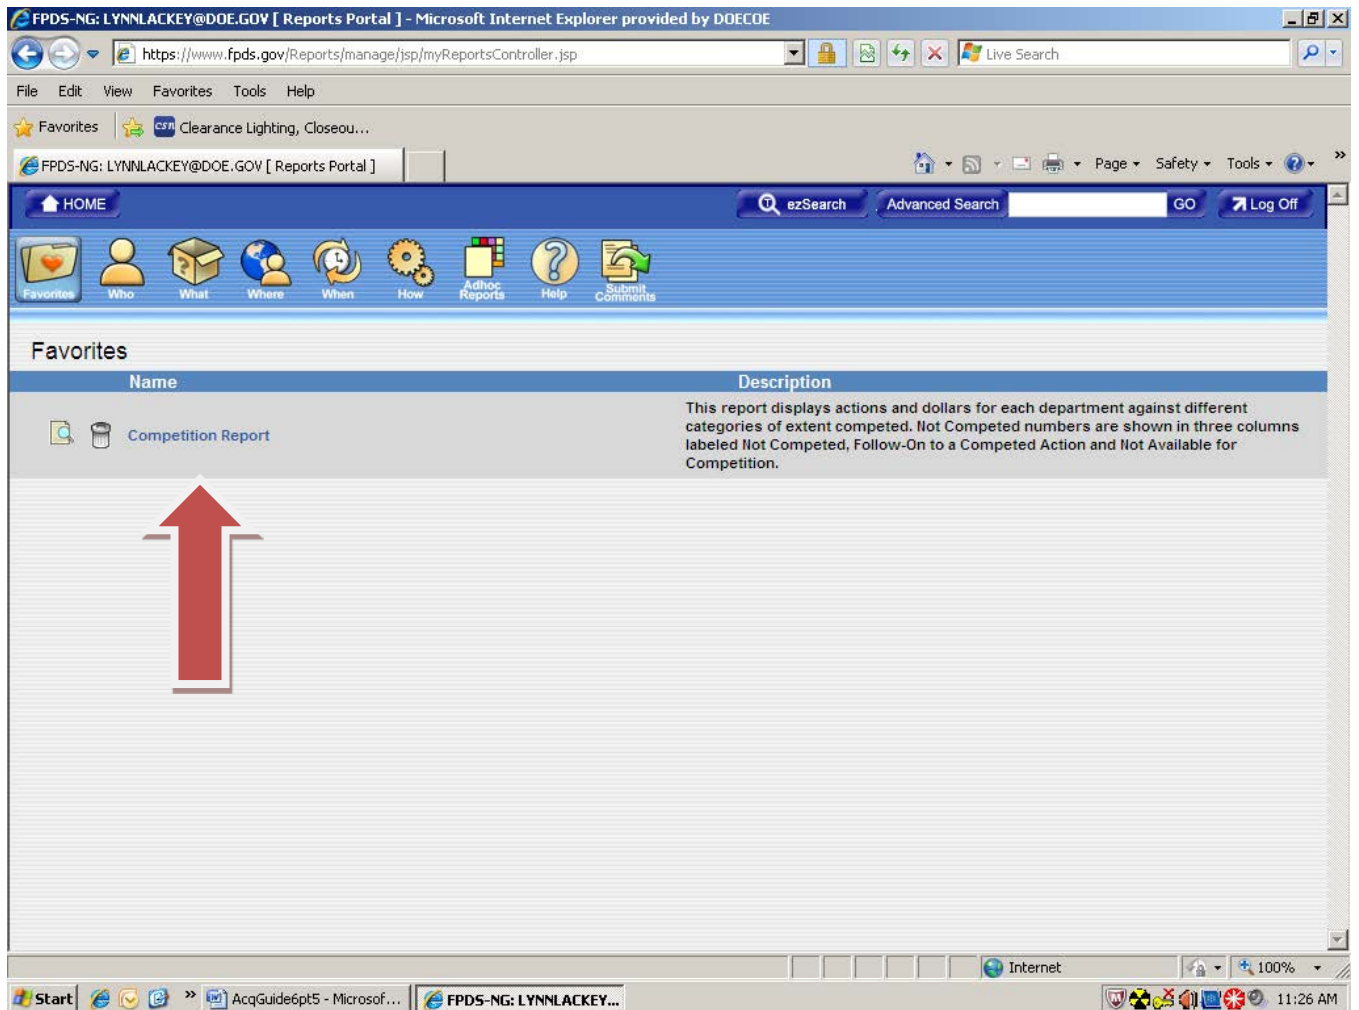 FPDS-NG: LYNNLACKEY@DOE.GOV [ Reports Portal ] - Microsoft Internet Explorer provided by DOECOE
https://www.fpds.gov/Reports/manage/jsp/myReportsController.jsp
Live Search
File Edit View Favorites Tools Help
Favorites csn Clearance Lighting, Closeou...
FPDS-NG: LYNNLACKEY@DOE.GOV [ Reports Portal ]
Page Safety Tools »
HOME ezSearch Advanced Search GO Log Off
Favorites Who What Where When How Adhoc Reports Help Submit Comments
Favorites
Name Description
Competition Report
This report displays actions and dollars for each department against different
categories of extent competed. Not Competed numbers are shown in three columns
labeled Not Competed, Follow-On to a Competed Action and Not Available for
Competition.
Internet 100%
Start » AcqGuide6pt5 - Microsof... FPDS-NG: LYNNLACKEY... 11:26 AM